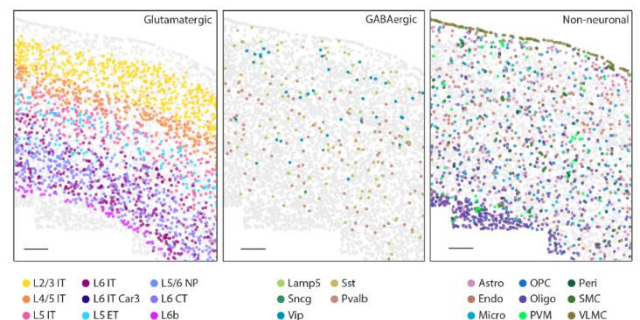 Glutamatergic GABAergic Non-neuronal
L2/3 IT L6 IT L5/6 NP Lamp5 Sst Astro OPC Peri
L4/5 IT L6 IT Car3 L6 CT Sncg Pvalb Endo Oligo SMC
L5 IT L5 ET L6b Vip Micro PVM VLMC